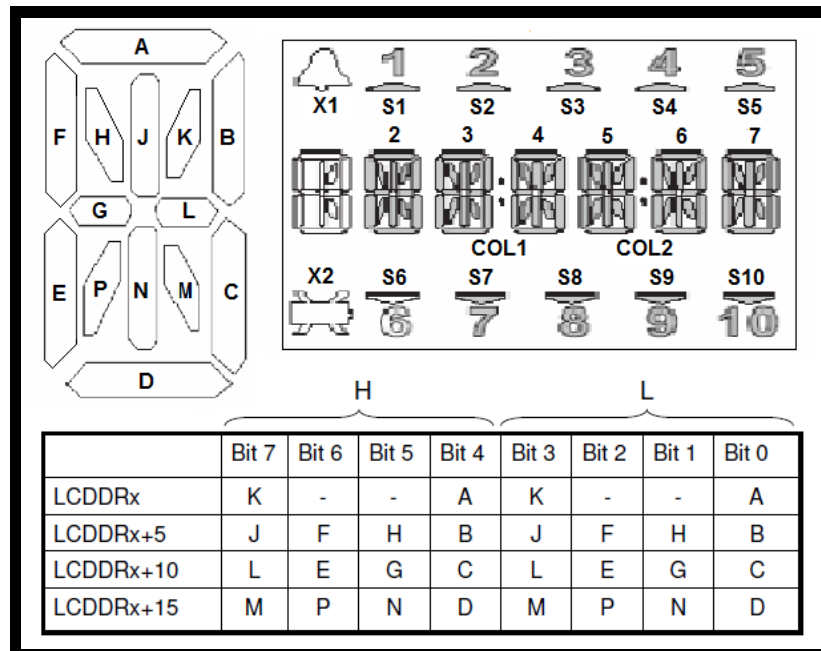 A
F H J K B
G L
E P N M C
D
1 2 3 4 5
X1 S1 S2 S3 S4 S5
2 3 4 5 6 7
COL1 COL2
X2 S6 S7 S8 S9 S10
6 7 8 9 10
H L
Bit 7 Bit 6 Bit 5 Bit 4 Bit 3 Bit 2 Bit 1 Bit 0
LCDDRx K - - A K - - A
LCDDRx+5 J F H B J F H B
LCDDRx+10 L E G C L E G C
LCDDRx+15 M P N D M P N D